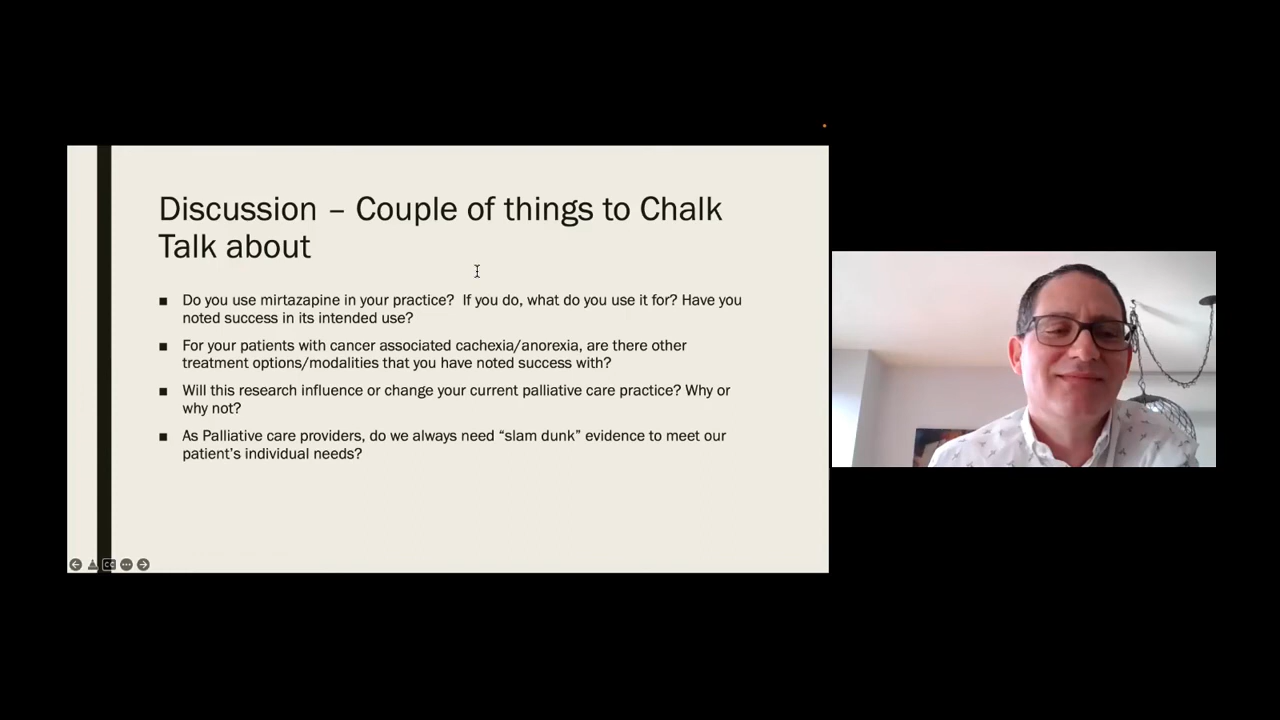 Discussion – Couple of things to Chalk
Talk about
■ Do you use mirtazapine in your practice?  If you do, what do you use it for? Have you
noted success in its intended use?
■ For your patients with cancer associated cachexia/anorexia, are there other
treatment options/modalities that you have noted success with?
■ Will this research influence or change your current palliative care practice? Why or
why not?
■ As Palliative care providers, do we always need “slam dunk” evidence to meet our
patient’s individual needs?
CC